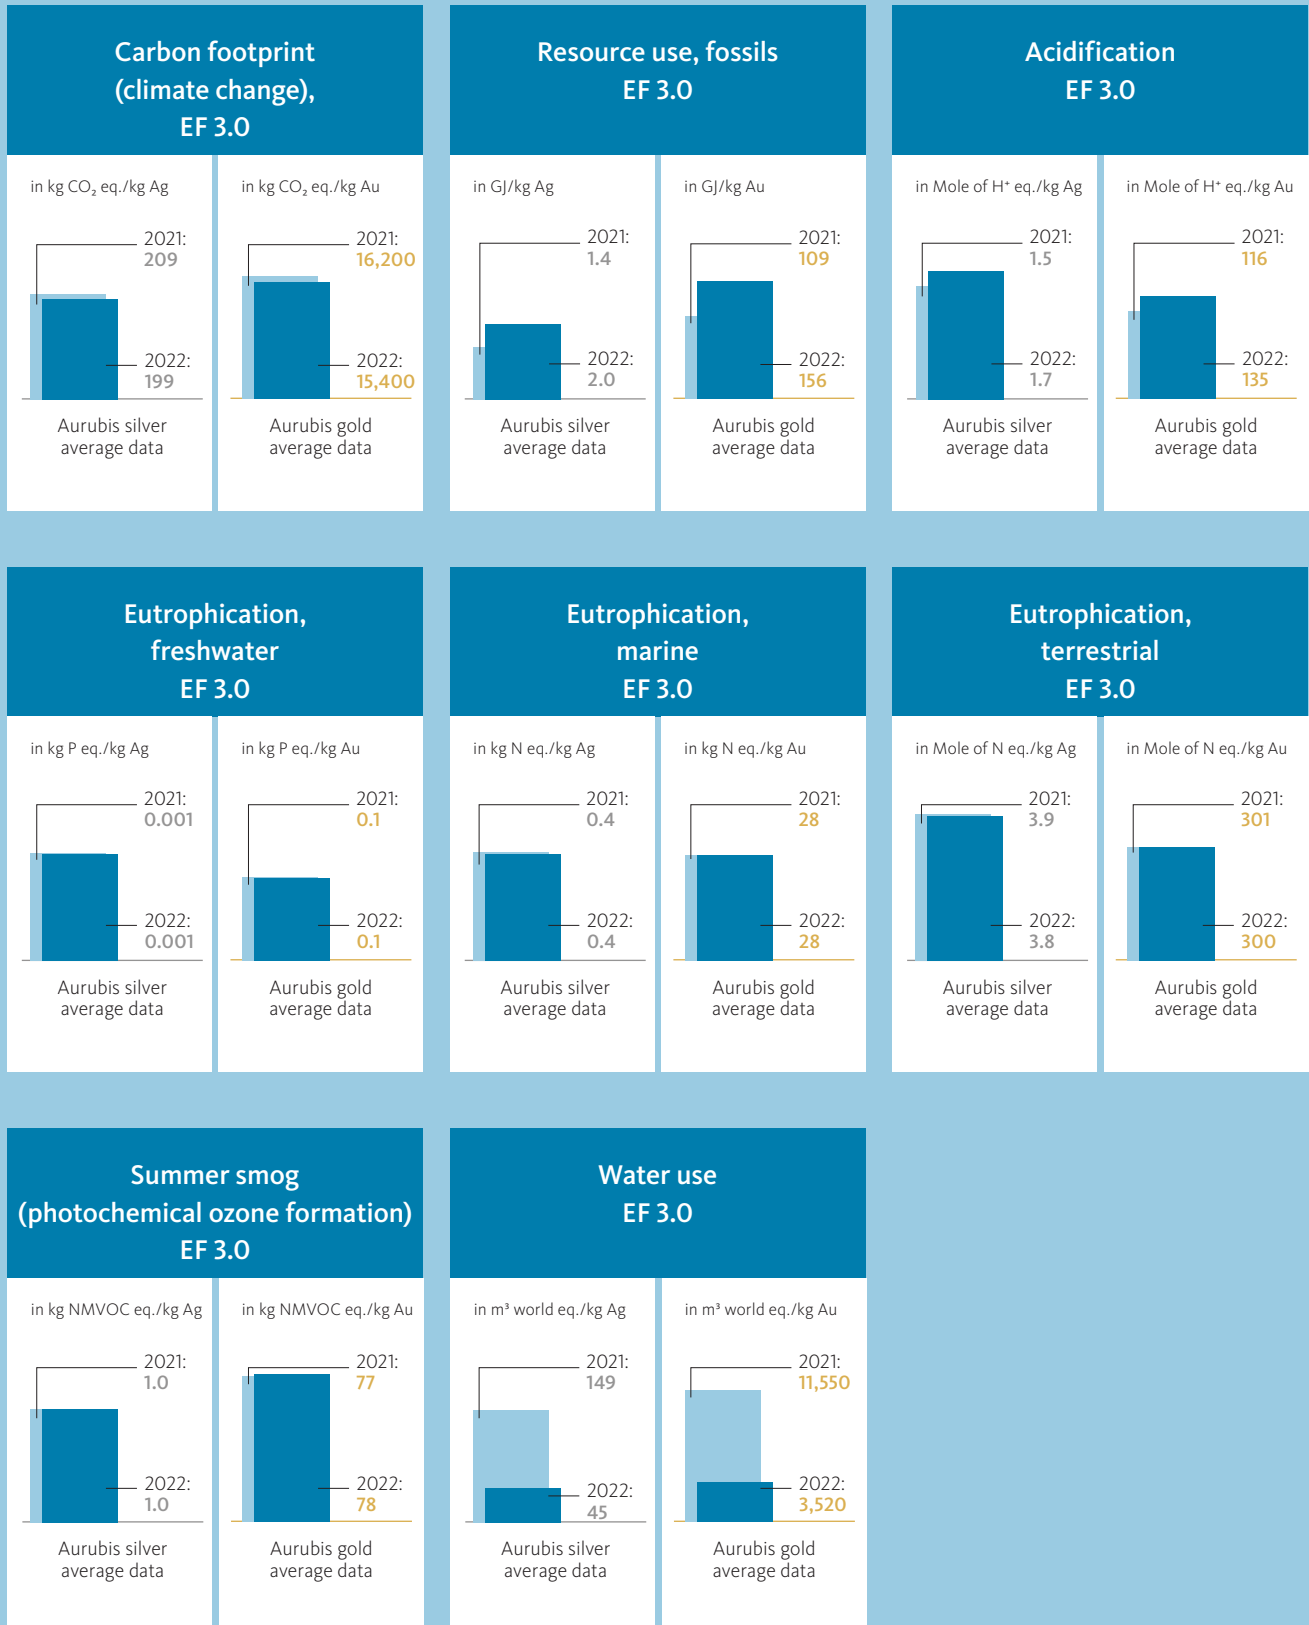 Carbon footprint
(climate change),
EF 3.0
in kg CO₂ eq./kg Ag
2021:
209
2022:
199
Aurubis silver
average data
in kg CO₂ eq./kg Au
2021:
16,200
2022:
15,400
Aurubis gold
average data
Resource use, fossils
EF 3.0
in GJ/kg Ag
2021:
1.4
2022:
2.0
Aurubis silver
average data
in GJ/kg Au
2021:
109
2022:
156
Aurubis gold
average data
Acidification
EF 3.0
in Mole of H⁺ eq./kg Ag
2021:
1.5
2022:
1.7
Aurubis silver
average data
in Mole of H⁺ eq./kg Au
2021:
116
2022:
135
Aurubis gold
average data
Eutrophication,
freshwater
EF 3.0
in kg P eq./kg Ag
2021:
0.001
2022:
0.001
Aurubis silver
average data
in kg P eq./kg Au
2021:
0.1
2022:
0.1
Aurubis gold
average data
Eutrophication,
marine
EF 3.0
in kg N eq./kg Ag
2021:
0.4
2022:
0.4
Aurubis silver
average data
in kg N eq./kg Au
2021:
28
2022:
28
Aurubis gold
average data
Eutrophication,
terrestrial
EF 3.0
in Mole of N eq./kg Ag
2021:
3.9
2022:
3.8
Aurubis silver
average data
in Mole of N eq./kg Au
2021:
301
2022:
300
Aurubis gold
average data
Summer smog
(photochemical ozone formation)
EF 3.0
in kg NMVOC eq./kg Ag
2021:
1.0
2022:
1.0
Aurubis silver
average data
in kg NMVOC eq./kg Au
2021:
77
2022:
78
Aurubis gold
average data
Water use
EF 3.0
in m³ world eq./kg Ag
2021:
149
2022:
45
Aurubis silver
average data
in m³ world eq./kg Au
2021:
11,550
2022:
3,520
Aurubis gold
average data